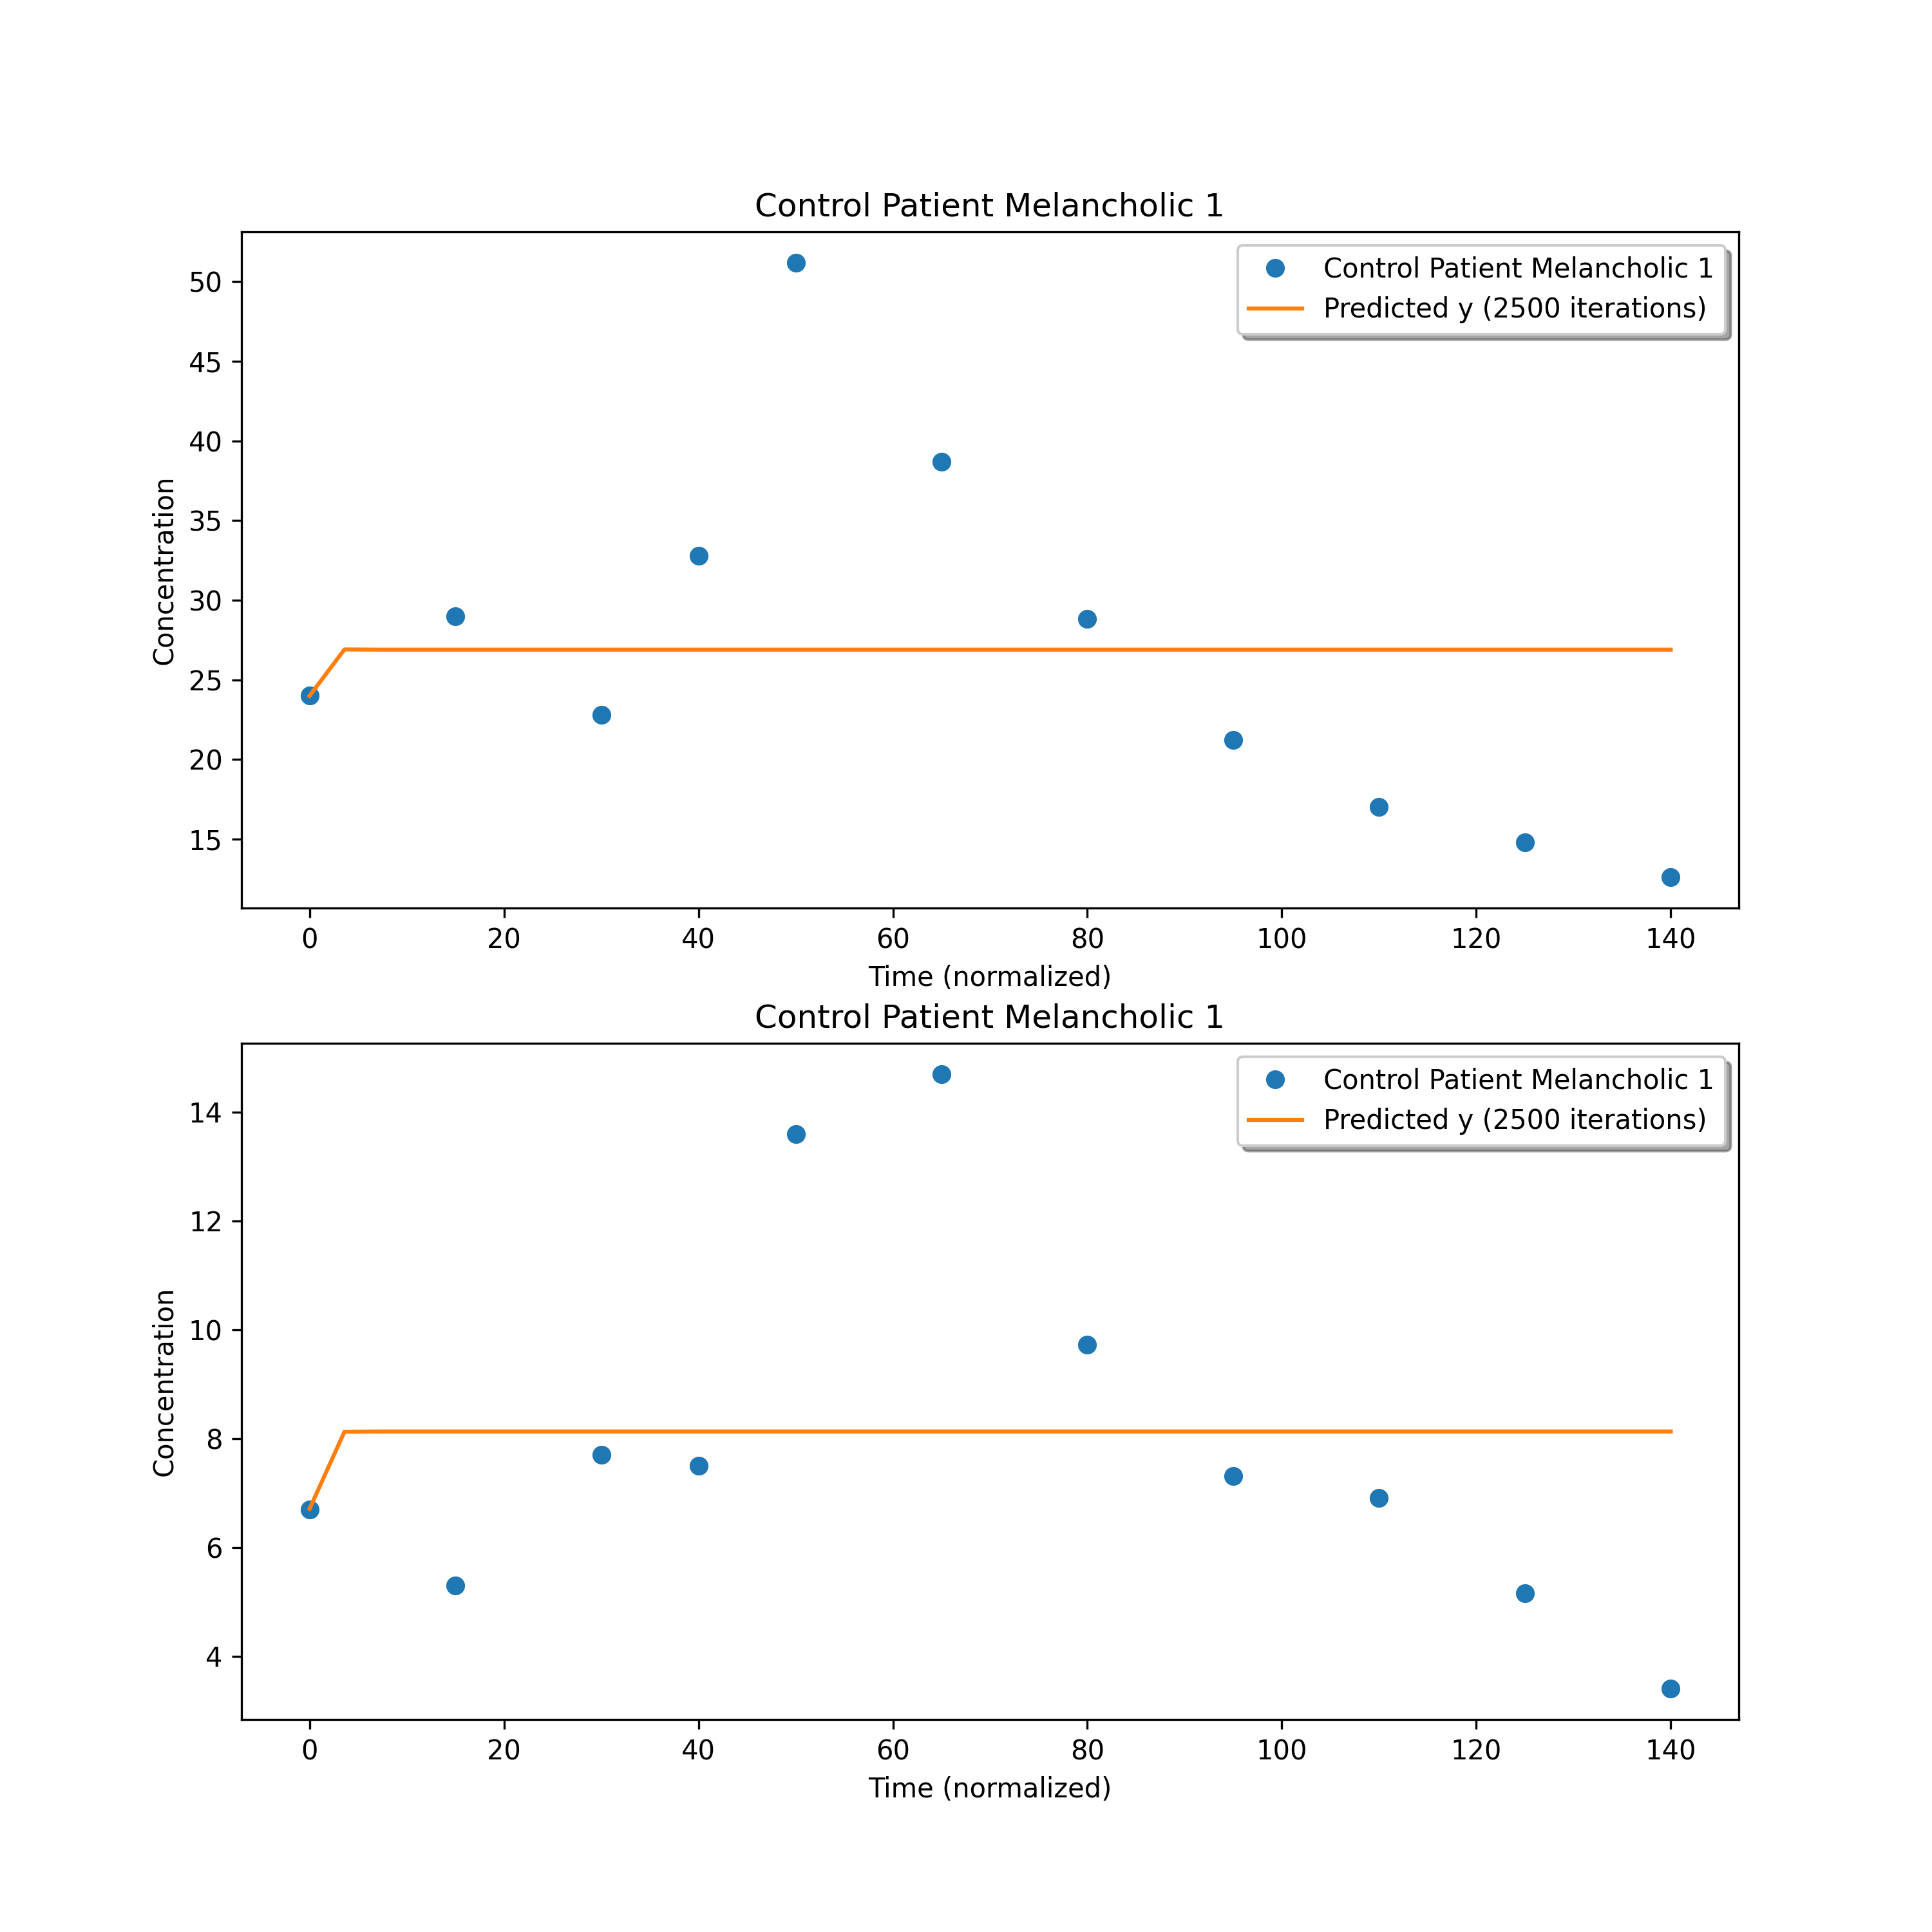 Control Patient Melancholic 1
Control Patient Melancholic 1
Predicted y (2500 iterations)
50
45
40
35
30
25
20
15
Concentration
0 20 40 60 80 100 120 140
Time (normalized)
Control Patient Melancholic 1
Control Patient Melancholic 1
Predicted y (2500 iterations)
14
12
10
8
6
4
Concentration
0 20 40 60 80 100 120 140
Time (normalized)